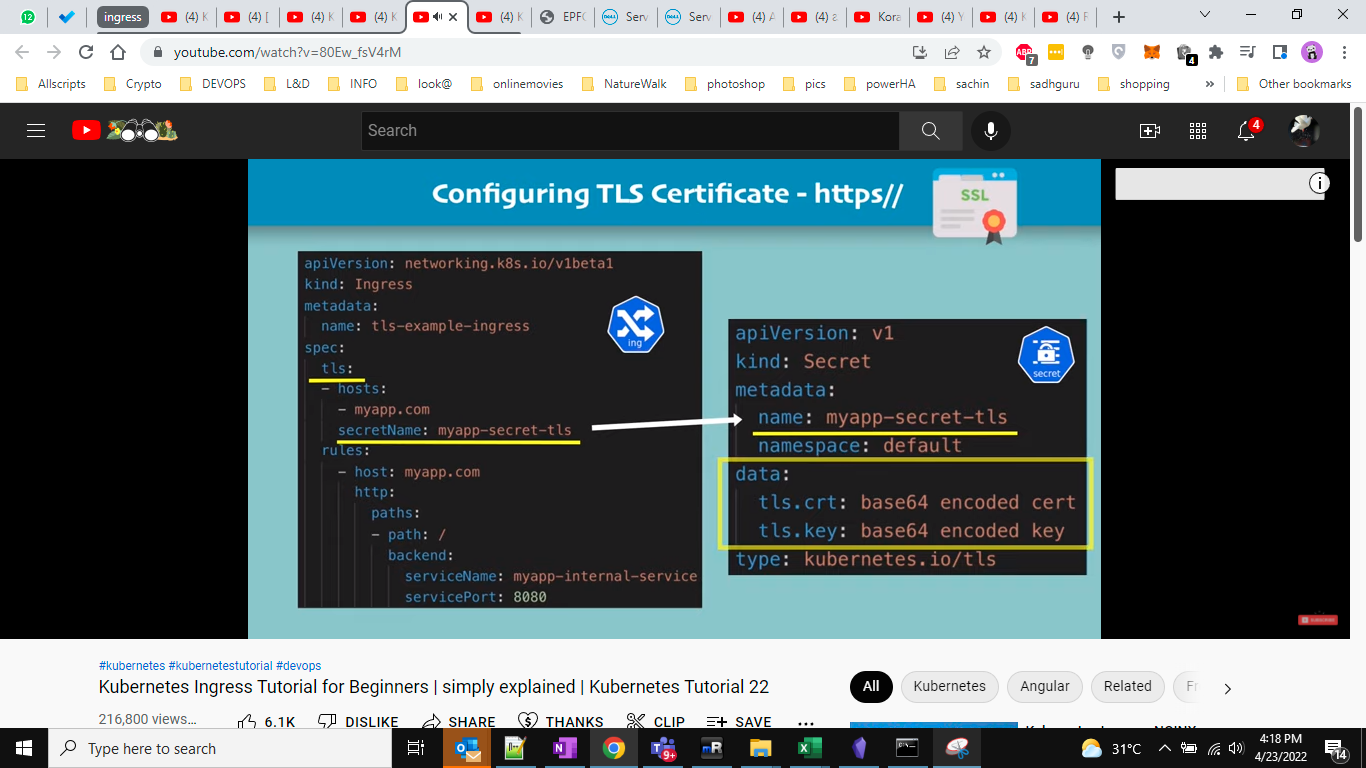 12
ingress
(4) K
(4) [
(4) K
(4) K
(4) K
EPFC
Serv
Serv
(4) A
Kora
(4) Y
(4) K
youtube.com/watch?v=80Ew_fsV4rM
ABP
7
4
Allscripts
Crypto
DEVOPS
L&D
INFO
look@
onlinemovies
NatureWalk
photoshop
pics
powerHA
sachin
sadhguru
shopping
»
Other bookmarks
Search
4
Configuring TLS Certificate - https//
SSL
apiVersion: networking.k8s.io/v1beta1
kind: Ingress
metadata:
name: tls-example-ingress
spec:
tls:
- hosts:
- myapp.com
secretName: myapp-secret-tls
rules:
- host: myapp.com
http:
paths:
- path: /
backend:
serviceName: myapp-internal-service
servicePort: 8080
ing
apiVersion: v1
kind: Secret
metadata:
name: myapp-secret-tls
namespace: default
data:
tls.crt: base64 encoded cert
tls.key: base64 encoded key
type: kubernetes.io/tls
secret
SUBSCRIBE
#kubernetes #kubernetestutorial #devops
Kubernetes Ingress Tutorial for Beginners | simply explained | Kubernetes Tutorial 22
216,800 views...
6.1K
DISLIKE
SHARE
THANKS
CLIP
SAVE
...
All
Kubernetes
Angular
Related
Fr
Type here to search
9+
31°C
4:18 PM
4/23/2022
14